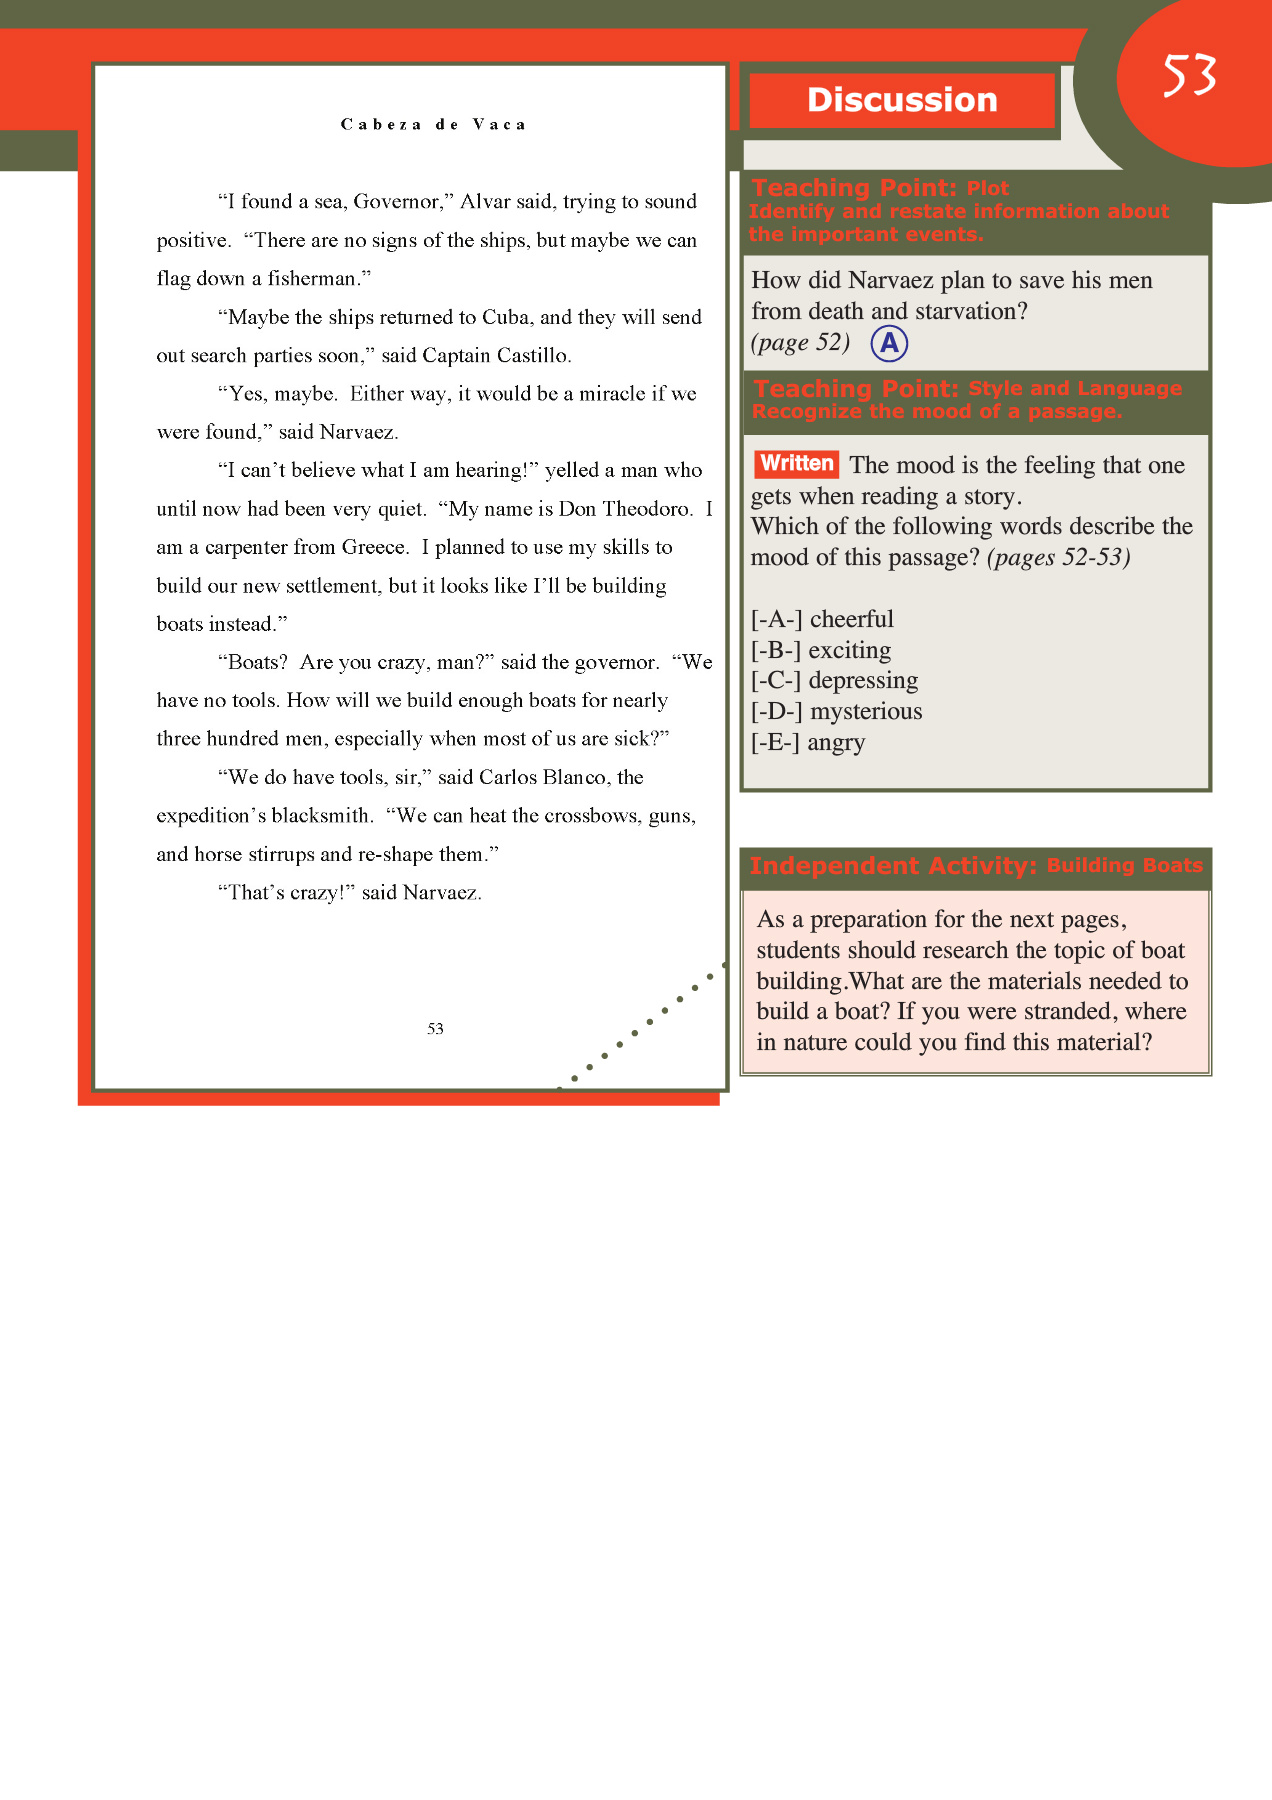 53
Cabeza de Vaca
“I found a sea, Governor,” Alvar said, trying to sound
positive.  “There are no signs of the ships, but maybe we can
flag down a fisherman.”
“Maybe the ships returned to Cuba, and they will send
out search parties soon,” said Captain Castillo.
“Yes, maybe.  Either way, it would be a miracle if we
were found,” said Narvaez.
“I can’t believe what I am hearing!” yelled a man who
until now had been very quiet.  “My name is Don Theodoro.  I
am a carpenter from Greece.  I planned to use my skills to
build our new settlement, but it looks like I’ll be building
boats instead.”
“Boats?  Are you crazy, man?” said the governor.  “We
have no tools. How will we build enough boats for nearly
three hundred men, especially when most of us are sick?”
“We do have tools, sir,” said Carlos Blanco, the
expedition’s blacksmith.  “We can heat the crossbows, guns,
and horse stirrups and re-shape them.”
“That’s crazy!” said Narvaez.
53
Discussion
Teaching Point: Plot
Identify and restate information about
the important events.
How did Narvaez plan to save his men
from death and starvation?
(page 52) A
Teaching Point: Style and Language
Recognize the mood of a passage.
Written The mood is the feeling that one
gets when reading a story.
Which of the following words describe the
mood of this passage? (pages 52-53)
[-A-] cheerful
[-B-] exciting
[-C-] depressing
[-D-] mysterious
[-E-] angry
Independent Activity: Building Boats
As a preparation for the next pages,
students should research the topic of boat
building.What are the materials needed to
build a boat? If you were stranded, where
in nature could you find this material?